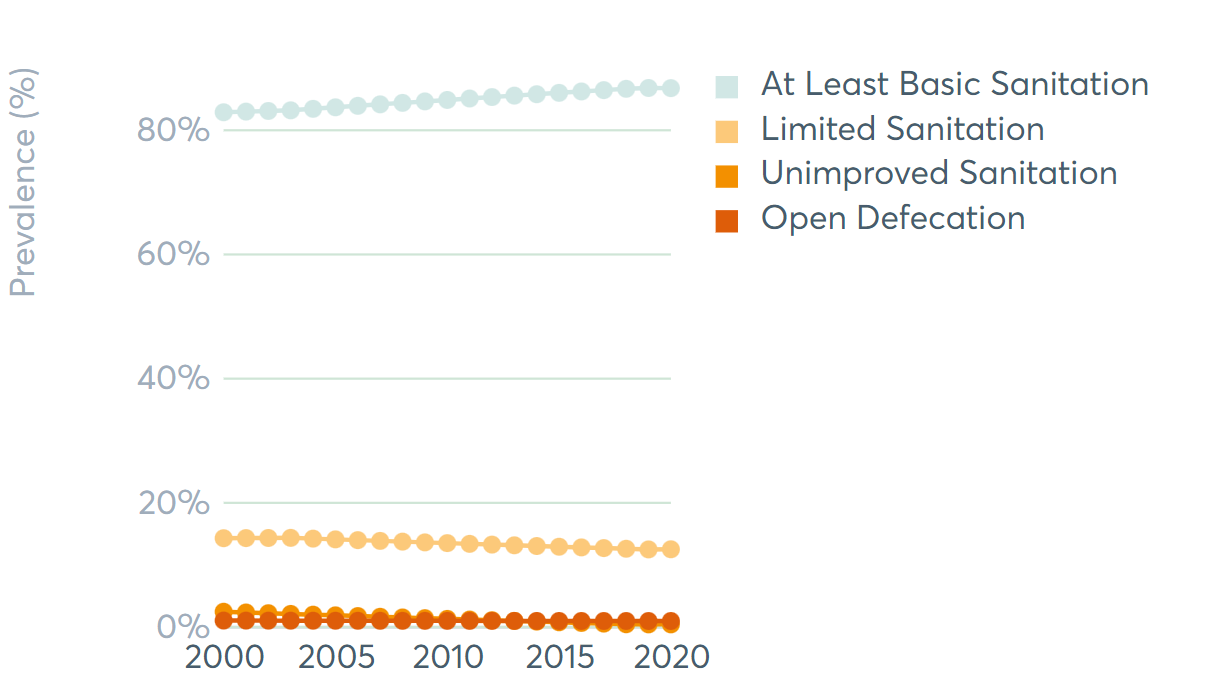 Prevalence (%)
80%
60%
40%
20%
0%
2000 2005 2010 2015 2020
At Least Basic Sanitation
Limited Sanitation
Unimproved Sanitation
Open Defecation